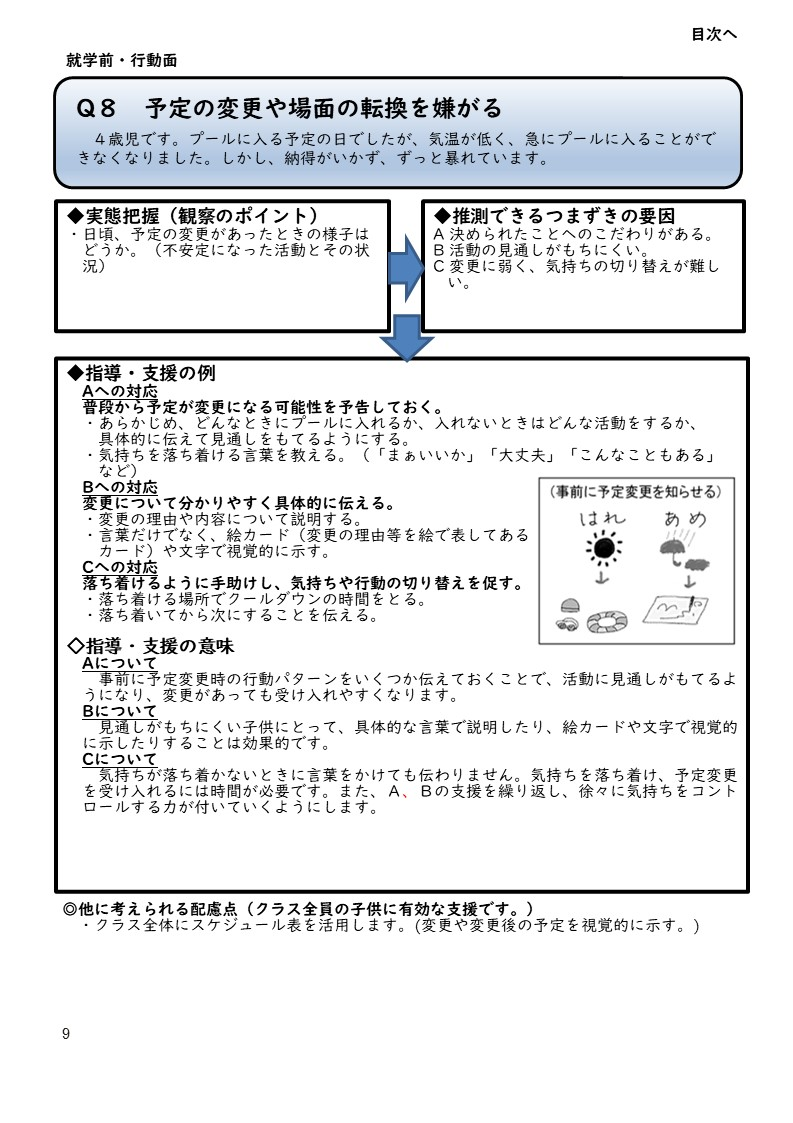 目次へ
就学前・行動面
Q8　予定の変更や場面の転換を嫌がる
　４歳児です。プールに入る予定の日でしたが、気温が低く、急にプールに入ることがで
きなくなりました。しかし、納得がいかず、ずっと暴れています。
◆実態把握（観察のポイント）
・日頃、予定の変更があったときの様子は
どうか。（不安定になった活動とその状
況）
◆推測できるつまずきの要因
A 決められたことへのこだわりがある。
B 活動の見通しがもちにくい。
C 変更に弱く、気持ちの切り替えが難し
い。
◆指導・支援の例
Aへの対応
普段から予定が変更になる可能性を予告しておく。
・あらかじめ、どんなときにプールに入れるか、入れないときはどんな活動をするか、
具体的に伝えて見通しをもてるようにする。
・気持ちを落ち着ける言葉を教える。（「まぁいいか」「大丈夫」「こんなこともある」
など）
Bへの対応
変更について分かりやすく具体的に伝える。
・変更の理由や内容について説明する。
・言葉だけでなく、絵カード（変更の理由等を絵で表してある
カード）や文字で視覚的に示す。
Cへの対応
落ち着けるように手助けし、気持ちや行動の切り替えを促す。
・落ち着ける場所でクールダウンの時間をとる。
・落ち着いてから次にすることを伝える。
（事前に予定変更を知らせる）
はれ　あめ
◇指導・支援の意味
Aについて
　事前に予定変更時の行動パターンをいくつか伝えておくことで、活動に見通しがもてるよ
うになり、変更があっても受け入れやすくなります。
Bについて
　見通しがもちにくい子供にとって、具体的な言葉で説明したり、絵カードや文字で視覚的
に示したりすることは効果的です。
Cについて
　気持ちが落ち着かないときに言葉をかけても伝わりません。気持ちを落ち着け、予定変更
を受け入れるには時間が必要です。また、Ａ、Ｂの支援を繰り返し、徐々に気持ちをコント
ロールする力が付いていくようにします。
◎他に考えられる配慮点（クラス全員の子供に有効な支援です。）
・クラス全体にスケジュール表を活用します。(変更や変更後の予定を視覚的に示す。)
9